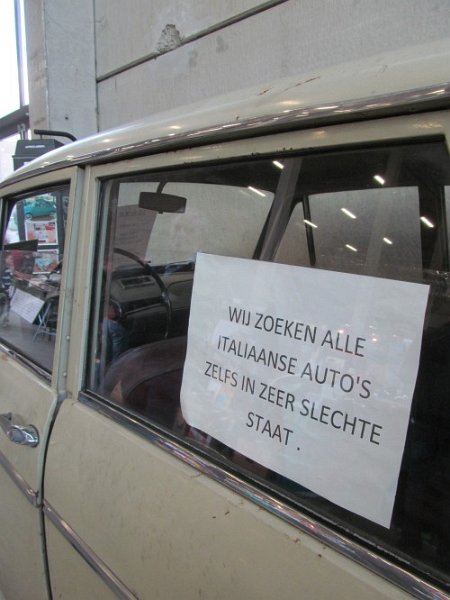 WIJ ZOEKEN ALLE
ITALIAANSE AUTO'S
ZELFS IN ZEER SLECHTE
STAAT .